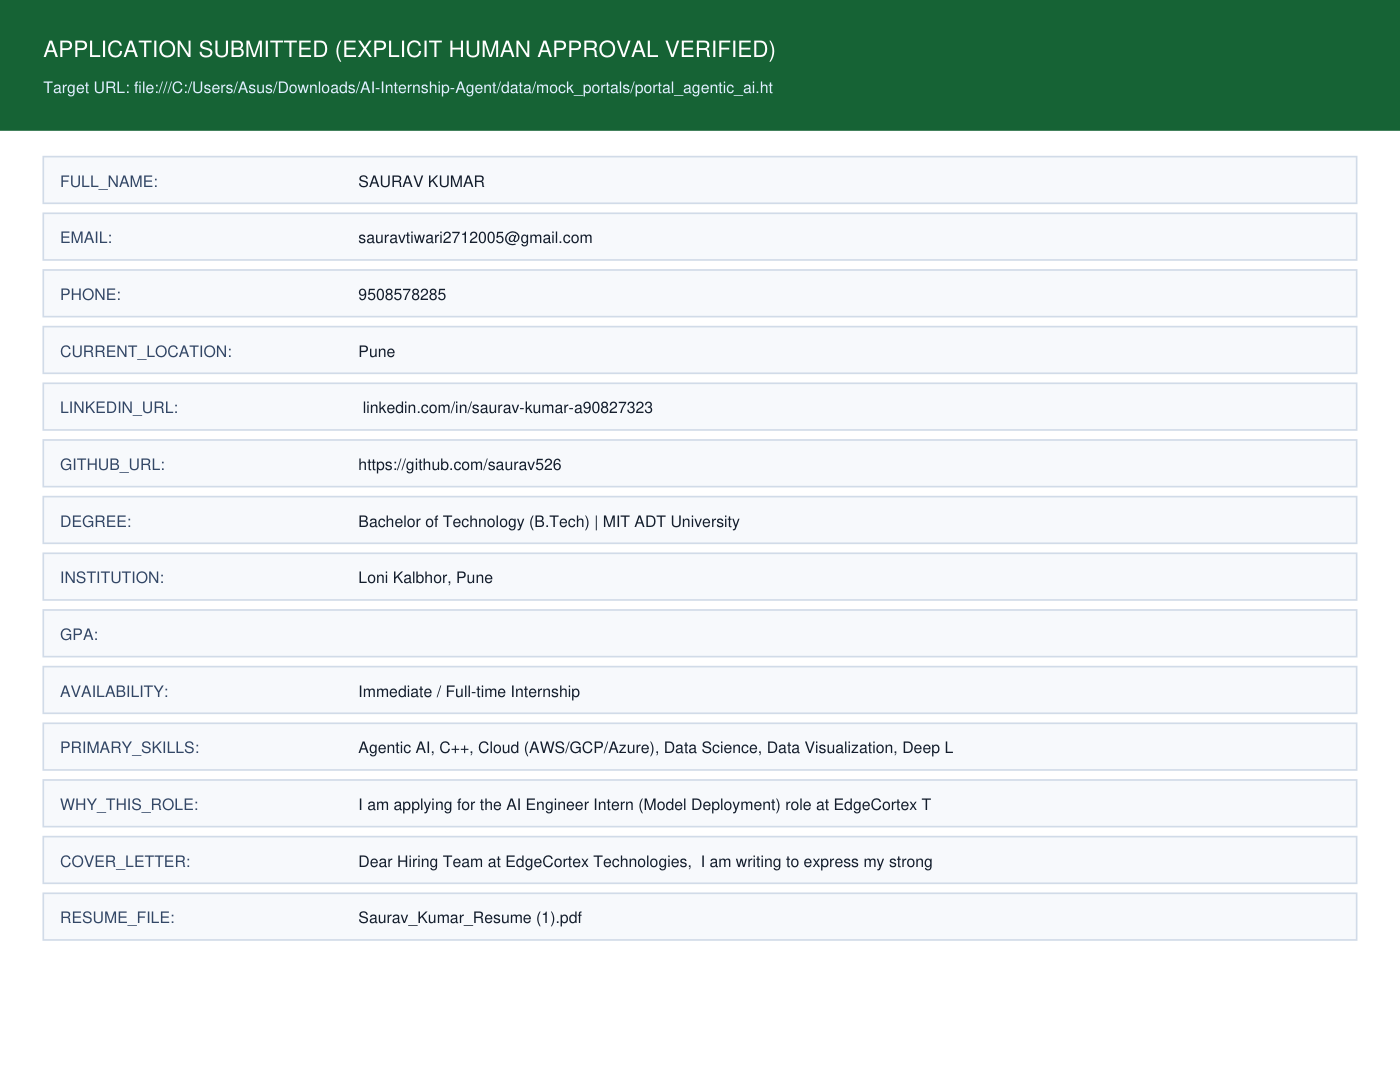 APPLICATION SUBMITTED (EXPLICIT HUMAN APPROVAL VERIFIED)
Target URL: file:///C:/Users/Asus/Downloads/AI-Internship-Agent/data/mock_portals/portal_agentic_ai.ht
FULL_NAME: SAURAV KUMAR
EMAIL: sauravtiwari2712005@gmail.com
PHONE: 9508578285
CURRENT_LOCATION: Pune
LINKEDIN_URL: linkedin.com/in/saurav-kumar-a90827323
GITHUB_URL: https://github.com/saurav526
DEGREE: Bachelor of Technology (B.Tech) | MIT ADT University
INSTITUTION: Loni Kalbhor, Pune
GPA:
AVAILABILITY: Immediate / Full-time Internship
PRIMARY_SKILLS: Agentic AI, C++, Cloud (AWS/GCP/Azure), Data Science, Data Visualization, Deep L
WHY_THIS_ROLE: I am applying for the AI Engineer Intern (Model Deployment) role at EdgeCortex T
COVER_LETTER: Dear Hiring Team at EdgeCortex Technologies,  I am writing to express my strong
RESUME_FILE: Saurav_Kumar_Resume (1).pdf